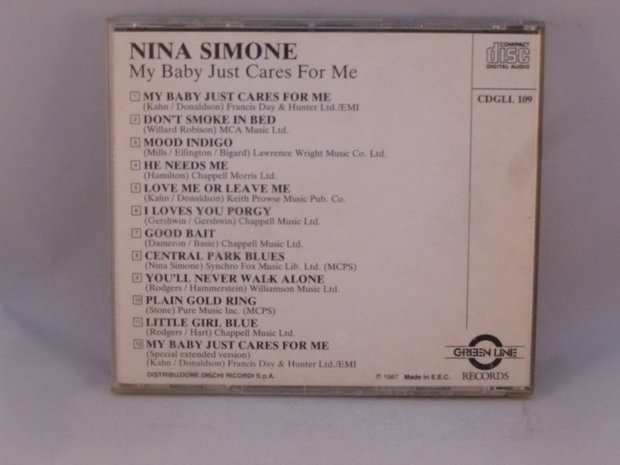 NINA SIMONE
My Baby Just Cares For Me
COMPACT
disc
DIGITAL AUDIO
CDGLL 109
1 MY BABY JUST CARES FOR ME
(Kahn / Donaldson) Francis Day & Hunter Ltd./EMI
2 DON'T SMOKE IN BED
(Willard Robison) MCA Music Ltd.
3 MOOD INDIGO
(Mills / Ellington / Bigard) Lawrence Wright Music Co. Ltd.
4 HE NEEDS ME
(Hamilton) Chappell Morris Ltd.
5 LOVE ME OR LEAVE ME
(Kahn / Donaldson) Keith Prowse Music Pub. Co.
6 I LOVES YOU PORGY
(Gershwin / Gershwin) Chappell Music Ltd.
7 GOOD BAIT
(Dameron / Basie) Chappell Music Ltd.
8 CENTRAL PARK BLUES
(Nina Simone) Synchro Fox Music Lib. Ltd. (MCPS)
9 YOU'LL NEVER WALK ALONE
(Rodgers / Hammerstein) Williamson Music Ltd.
10 PLAIN GOLD RING
(Stone) Pure Music Inc. (MCPS)
11 LITTLE GIRL BLUE
(Rodgers / Hart) Chappell Music Ltd.
12 MY BABY JUST CARES FOR ME
(Special extended version)
(Kahn / Donaldson) Francis Day & Hunter Ltd./EMI
DISTRIBUZIONE DISCHI RICORDI S.p.A.
℗ 1987 Made in E.E.C.
GREEN LINE
RECORDS